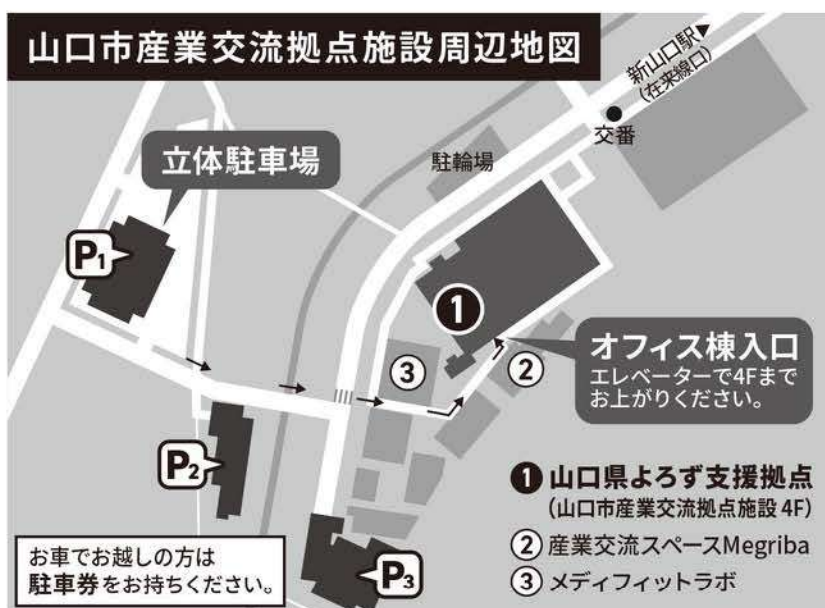 山口市産業交流拠点施設周辺地図
新山口駅▶
(在来線口)
交番
駐輪場
立体駐車場
P1
1
オフィス棟入口
エレベーターで4Fまで
お上がりください。
3
2
P2
1 山口県よろず支援拠点
(山口市産業交流拠点施設 4F)
2 産業交流スペースMegriba
3 メディフィットラボ
お車でお越しの方は
駐車券をお持ちください。
P3